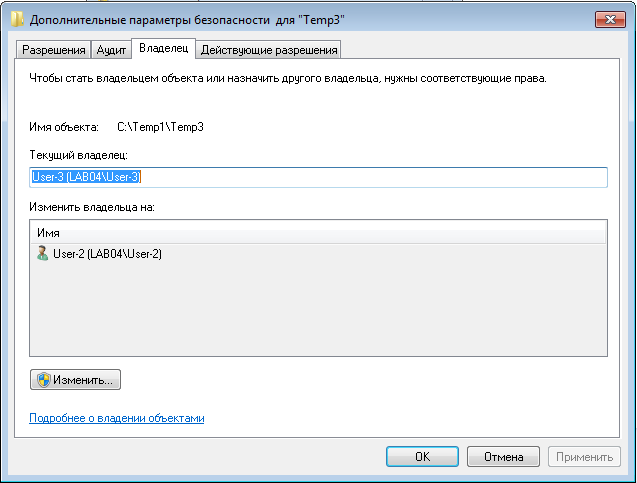 Дополнительные параметры безопасности для "Temp3"
Разрешения Аудит Владелец Действующие разрешения
Чтобы стать владельцем объекта или назначить другого владельца, нужны соответствующие права.
Имя объекта: C:\Temp1\Temp3
Текущий владелец:
User-3 (LAB04\User-3)
Изменить владельца на:
Имя
User-2 (LAB04\User-2)
Изменить...
Подробнее о владении объектами
ОК Отмена Применить